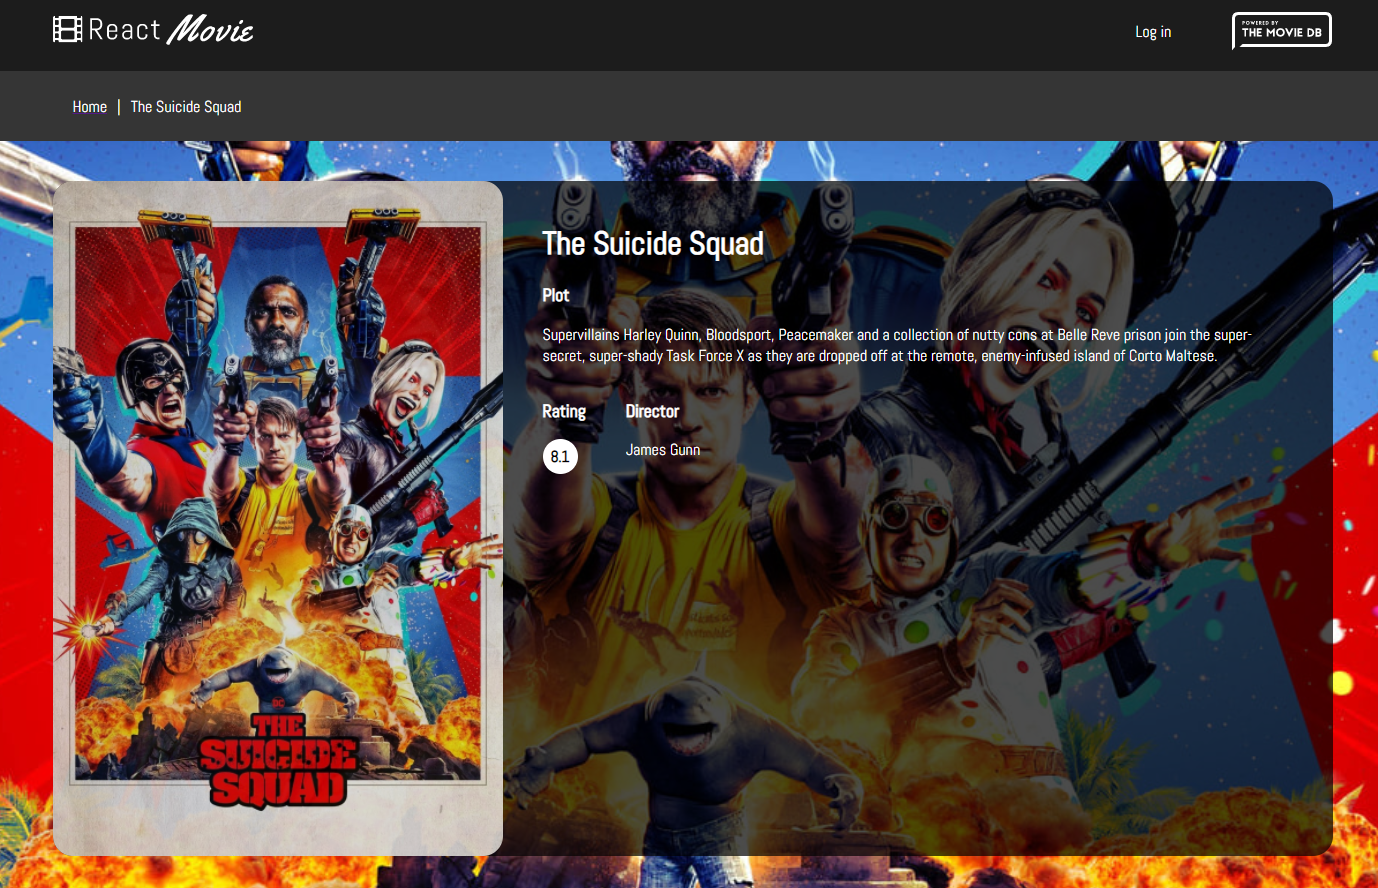 React Movie
Log in
POWERED BY
THE MOVIE DB
Home | The Suicide Squad
The Suicide Squad
Plot
Supervillains Harley Quinn, Bloodsport, Peacemaker and a collection of nutty cons at Belle Reve prison join the super-
secret, super-shady Task Force X as they are dropped off at the remote, enemy-infused island of Corto Maltese.
Rating
Director
8.1
James Gunn
DC
THE
SUICIDE
SQUAD